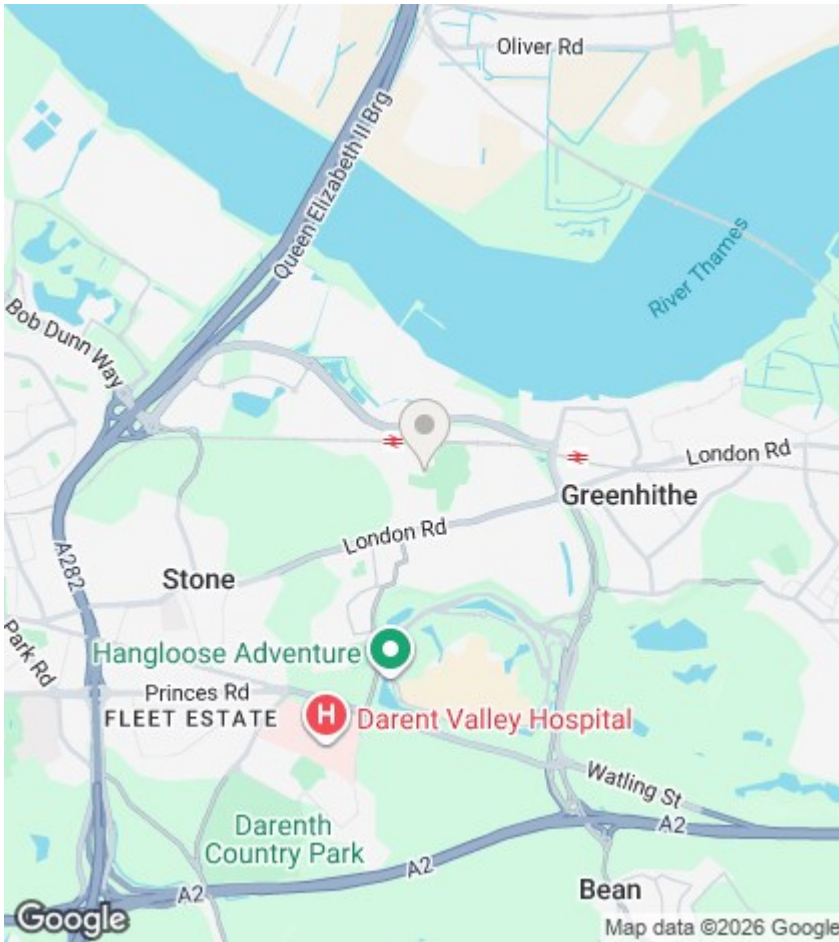 Oliver Rd
Queen Elizabeth II Brg
River Thames
Bob Dunn Way
London Rd
Greenhithe
London Rd
Stone
A282
Park Rd
Hangloose Adventure
Princes Rd
FLEET ESTATE
H
Darent Valley Hospital
Watling St
A2
Darenth
Country Park
A2
A2
Bean
Google
Map data ©2026 Google